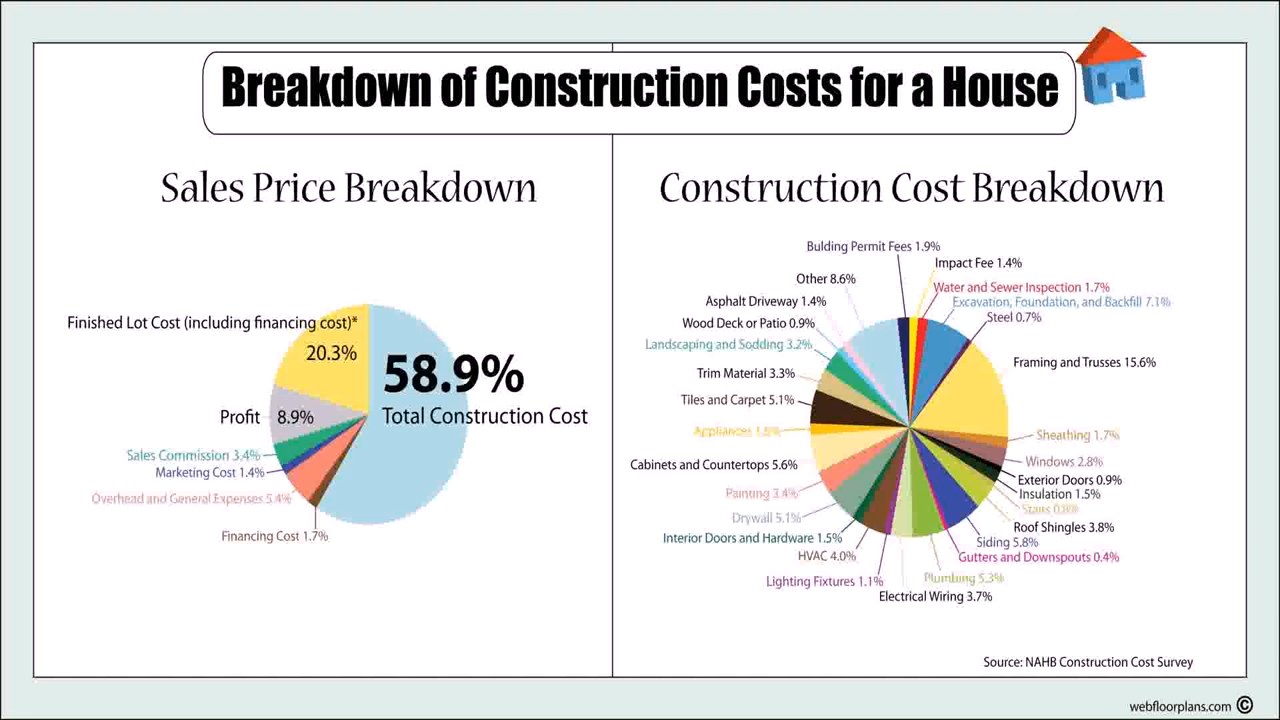 Breakdown of Construction Costs for a House
Sales Price Breakdown
Finished Lot Cost (including financing cost)*
20.3%
58.9%
Total Construction Cost
Profit 8.9%
Sales Commission 3.4%
Marketing Cost 1.4%
Overhead and General Expenses 5.4%
Financing Cost 1.7%
Construction Cost Breakdown
Bulding Permit Fees 1.9%
Impact Fee 1.4%
Water and Sewer Inspection 1.7%
Excavation, Foundation, and Backfill 7.1%
Steel 0.7%
Framing and Trusses 15.6%
Sheathing 1.7%
Windows 2.8%
Exterior Doors 0.9%
Insulation 1.5%
Stairs 0.8%
Roof Shingles 3.8%
Siding 5.8%
Gutters and Downspouts 0.4%
Plumbing 5.3%
Electrical Wiring 3.7%
Lighting Fixtures 1.1%
HVAC 4.0%
Interior Doors and Hardware 1.5%
Drywall 5.1%
Painting 3.4%
Cabinets and Countertops 5.6%
Appliances
Tiles and Carpet 5.1%
Trim Material 3.3%
Landscaping and Sodding 3.2%
Wood Deck or Patio 0.9%
Asphalt Driveway 1.4%
Other 8.6%
Source: NAHB Construction Cost Survey
webfloorplans.com ©